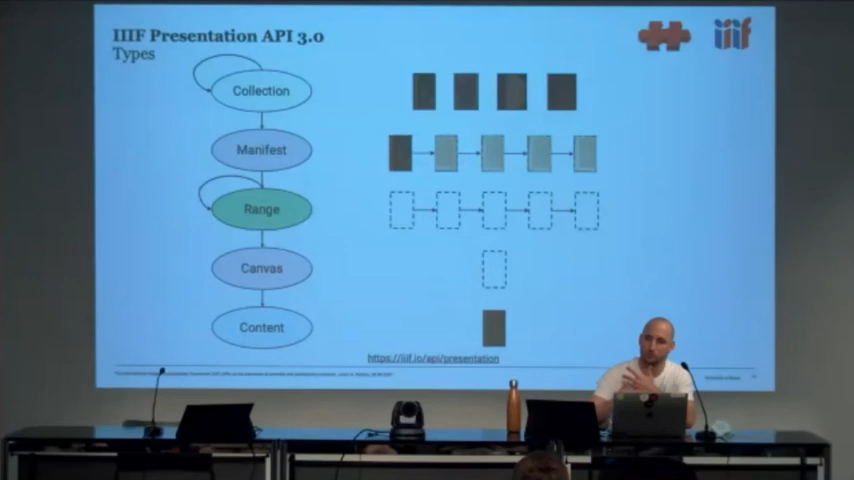 IIIF Presentation API 3.0
Types
Collection
Manifest
Range
Canvas
Content
https://iiif.io/api/presentation
iiif